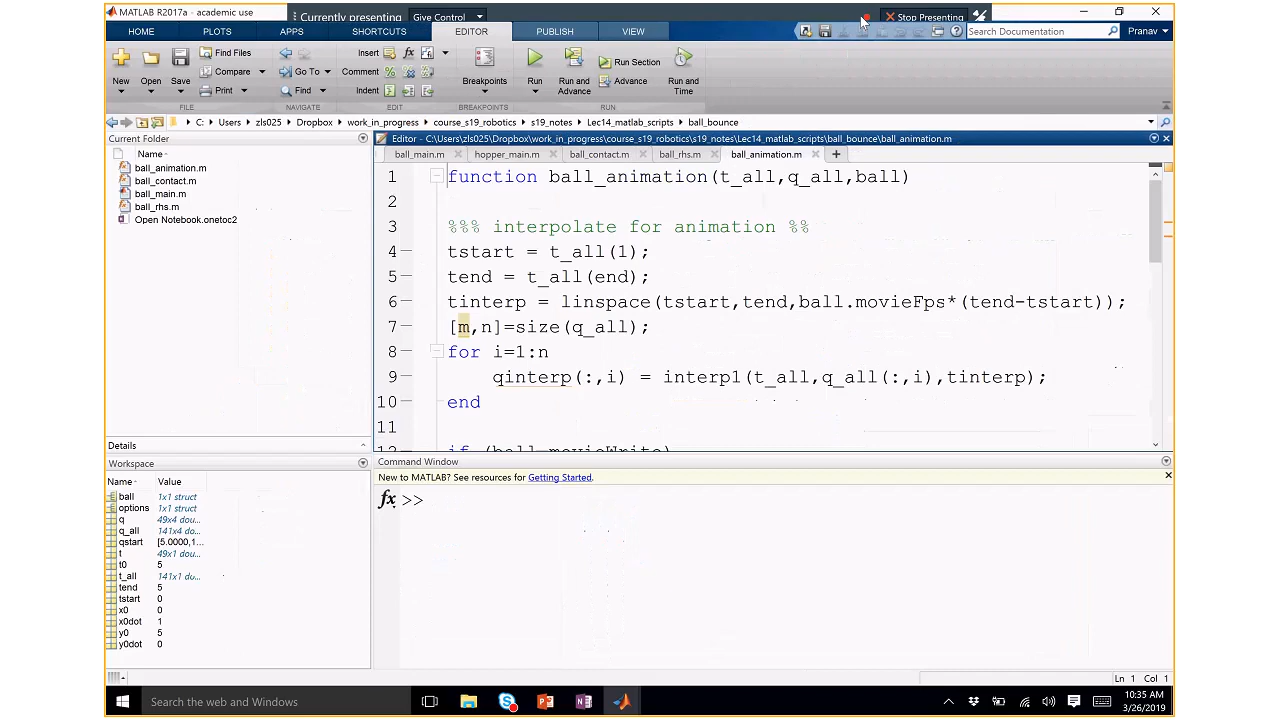 MATLAB R2017a - academic use
Currently presenting Give Control Stop Presenting
HOME PLOTS APPS SHORTCUTS EDITOR PUBLISH VIEW Search Documentation Pranav
New Open Save Find Files Compare Print Go To Find Insert Comment Indent Breakpoints Run Run and Advance Run Section Advance Run and Time
FILE NAVIGATE EDIT BREAKPOINTS RUN
C: Users zls025 Dropbox work_in_progress course_s19_robotics s19_notes Lec14_matlab_scripts ball_bounce
Current Folder
Name
ball_animation.m
ball_contact.m
ball_main.m
ball_rhs.m
Open Notebook.onetoc2
Details
Workspace
Name Value
ball 1x1 struct
options 1x1 struct
q 49x4 dou...
q_all 141x4 dou...
qstart [5.0000,1...
t 49x1 dou...
t0 5
t_all 141x1 dou...
tend 5
tstart 0
x0 0
x0dot 1
y0 5
y0dot 0
Editor - C:\Users\zls025\Dropbox\work_in_progress\course_s19_robotics\s19_notes\Lec14_matlab_scripts\ball_bounce\ball_animation.m
ball_main.m hopper_main.m ball_contact.m ball_rhs.m ball_animation.m
1 function ball_animation(t_all,q_all,ball)
2
3 %%% interpolate for animation %%
4 tstart = t_all(1);
5 tend = t_all(end);
6 tinterp = linspace(tstart,tend,ball.movieFps*(tend-tstart));
7 [m,n]=size(q_all);
8 for i=1:n
9 qinterp(:,i) = interp1(t_all,q_all(:,i),tinterp);
10 end
11
12 if (ball.movieWrite)
Command Window
New to MATLAB? See resources for Getting Started.
fx >>
Ln 1 Col 1
Search the web and Windows
10:35 AM
3/26/2019